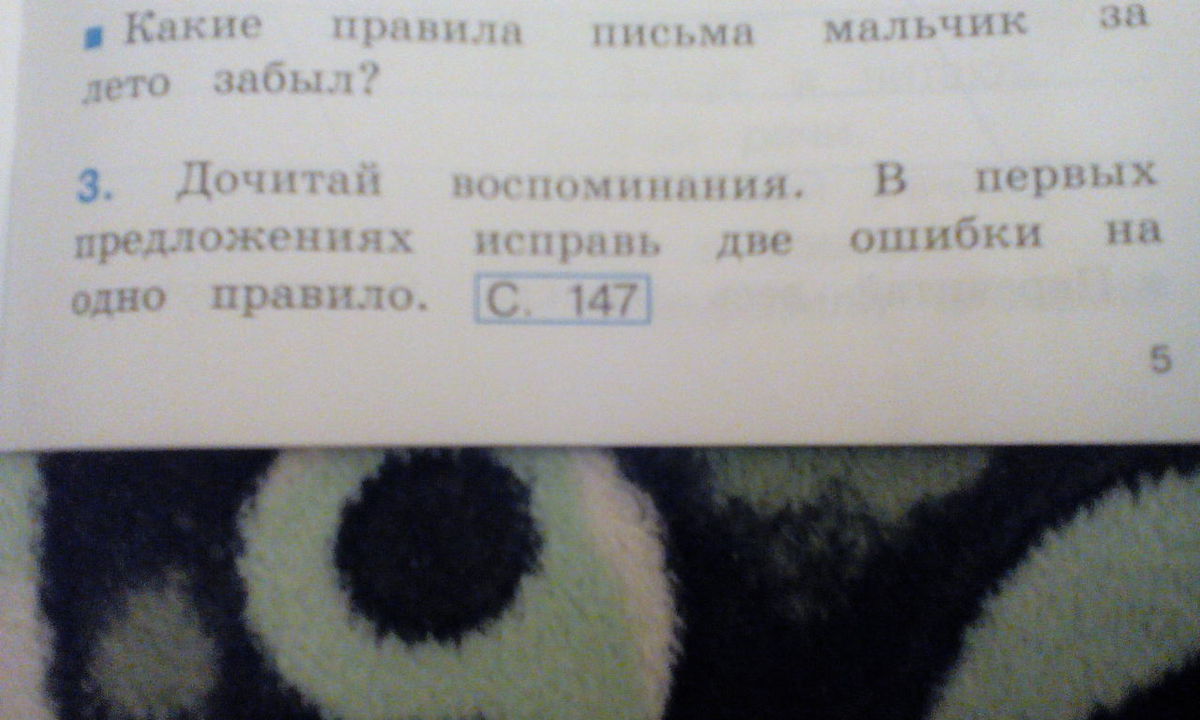 Какие правила письма мальчик за
лето забыл?
3. Дочитай воспоминания. В первых
предложениях исправь две ошибки на
одно правило. С. 147
5